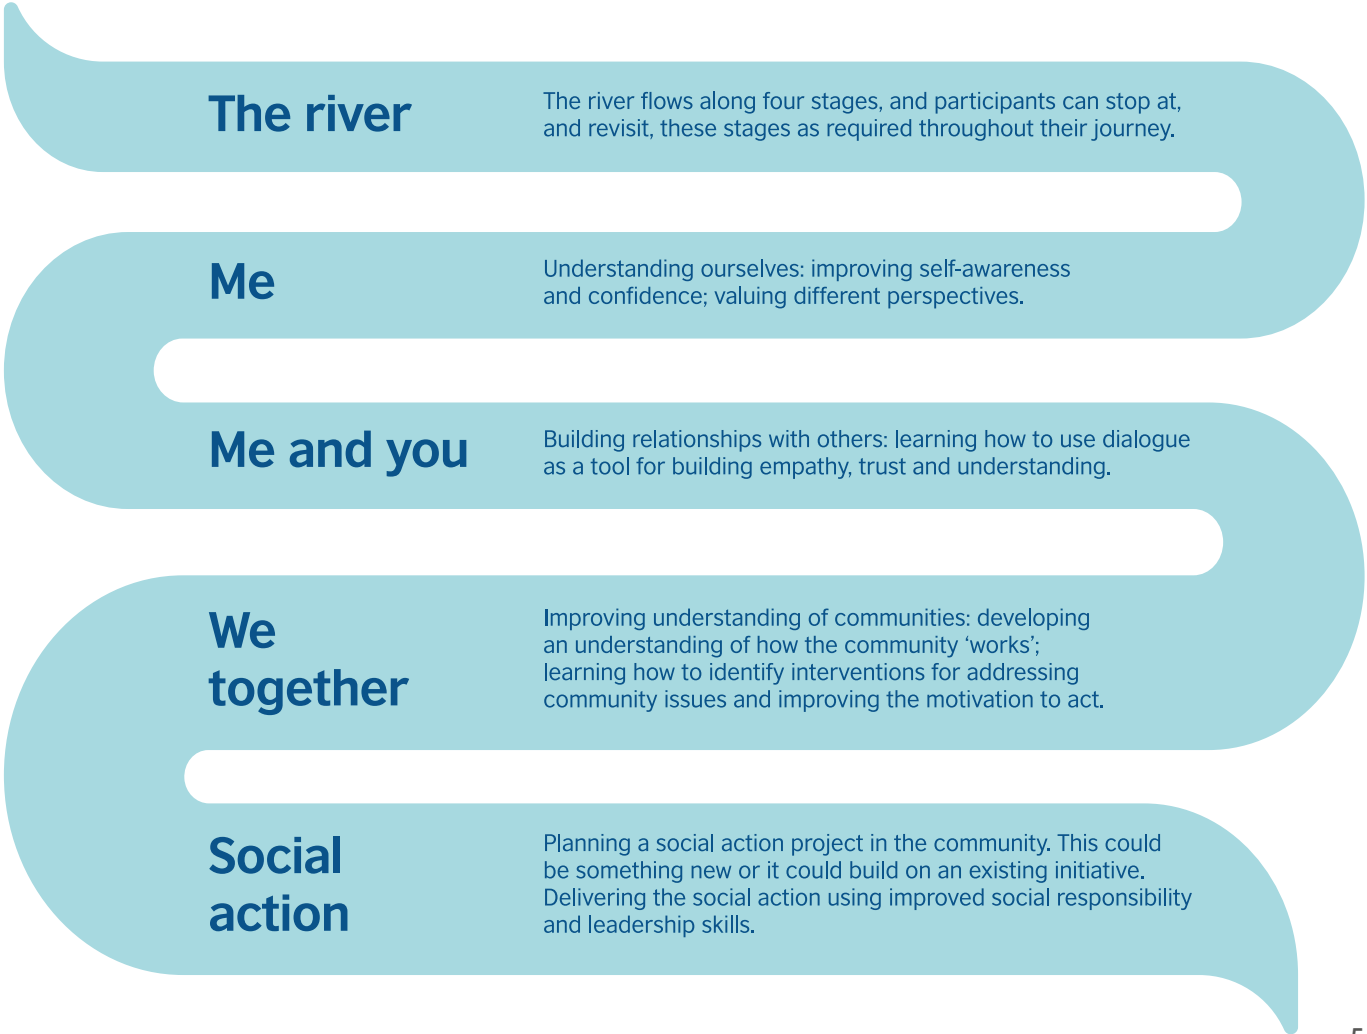 The river
The river flows along four stages, and participants can stop at,
and revisit, these stages as required throughout their journey.
Me
Understanding ourselves: improving self-awareness
and confidence; valuing different perspectives.
Me and you
Building relationships with others: learning how to use dialogue
as a tool for building empathy, trust and understanding.
We
together
Improving understanding of communities: developing
an understanding of how the community ‘works’;
learning how to identify interventions for addressing
community issues and improving the motivation to act.
Social
action
Planning a social action project in the community. This could
be something new or it could build on an existing initiative.
Delivering the social action using improved social responsibility
and leadership skills.